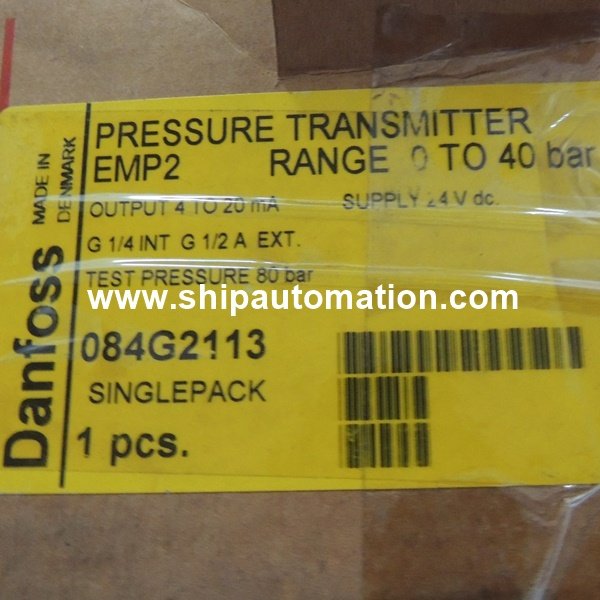 PRESSURE TRANSMITTER
EMP2 RANGE 0 TO 40 bar
OUTPUT 4 TO 20 mA SUPPLY 24 V dc.
G 1/4 INT G 1/2 A EXT.
TEST PRESSURE 80 bar
www.shipautomation.com
084G2113
SINGLEPACK
1 pcs.
Danfoss
MADE IN
DENMARK